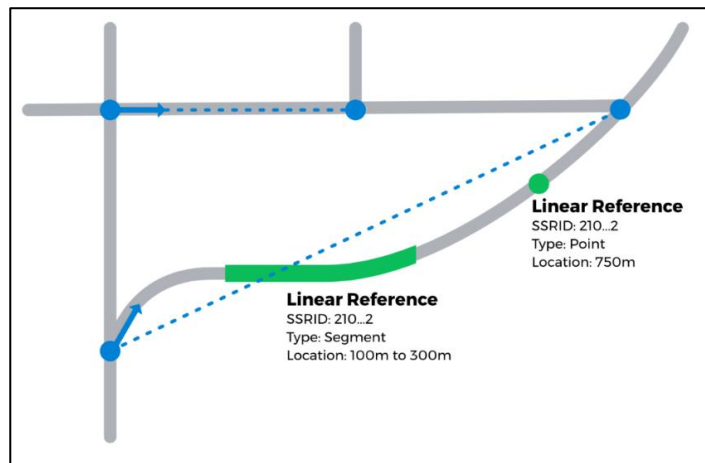 Linear Reference
SSRID: 210...2
Type: Point
Location: 750m
Linear Reference
SSRID: 210...2
Type: Segment
Location: 100m to 300m